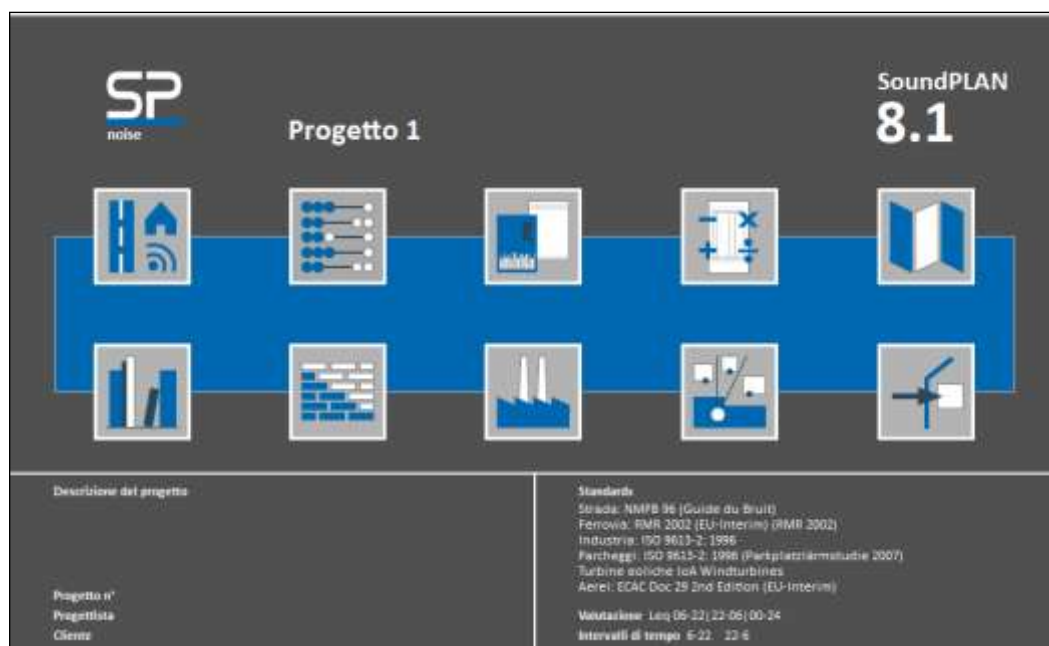 SP
noise
Progetto 1
SoundPLAN
8.1
Descrizione del progetto
Progetto n°
Progettista
Cliente
Standards
Strada: NMPB 96 (Guide du Bruit)
Ferrovia: RMR 2002 (EU-Interim) (RMR 2002)
Industria: ISO 9613-2: 1996
Parcheggi: ISO 9613-2: 1996 (Parkplatzlärmstudie 2007)
Turbine eoliche IoA Windturbines
Aerei: ECAC Doc 29 2nd Edition (EU-Interim)
Valutazione Leq 06-22|22-06|00-24
Intervalli di tempo 6-22 22-6